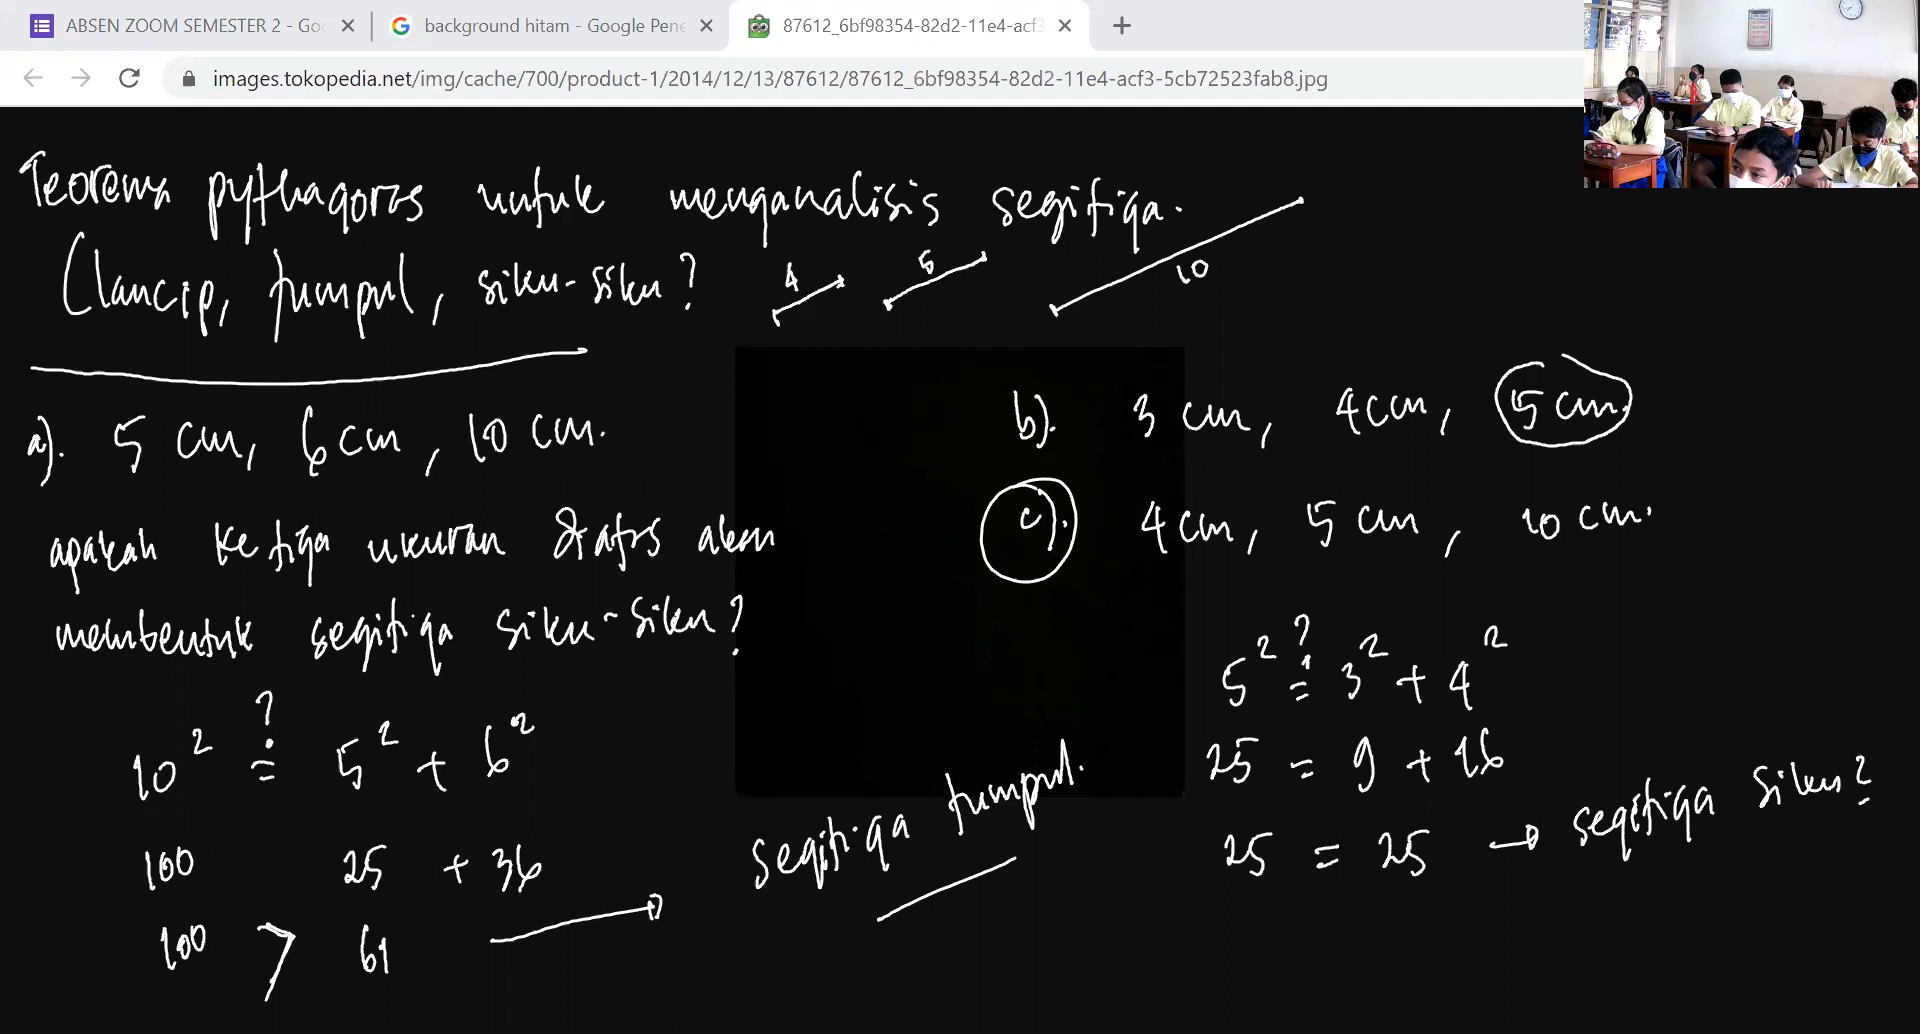 ABSEN ZOOM SEMESTER 2 - Go
background hitam - Google Pene
87612_6bf98354-82d2-11e4-acf3
images.tokopedia.net/img/cache/700/product-1/2014/12/13/87612/87612_6bf98354-82d2-11e4-acf3-5cb72523fab8.jpg
Teorema pythagoras untuk menganalisis segitiga.
(lancip, tumpul, siku-siku?
4
5
10
a). 5 cm, 6 cm, 10 cm.
apakah ketiga ukuran diatas akan
membentuk segitiga siku-siku?
10² ?= 5² + 6²
100 25 + 36
100 > 61
segitiga tumpul.
b). 3 cm, 4 cm, 5 cm.
c). 4 cm, 5 cm, 10 cm.
5² ?= 3² + 4²
25 = 9 + 16
25 = 25 → segitiga siku2